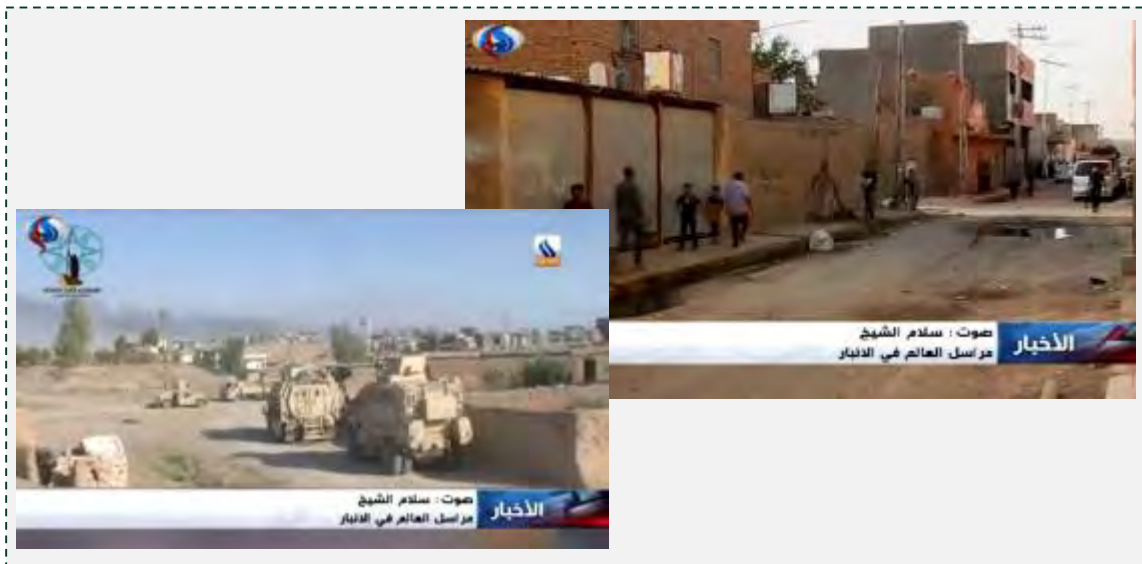 صوت: سلام الشيخ
مراسل العالم في الانبار
الأخبار
صوت: سلام الشيخ
مراسل العالم في الانبار
الأخبار